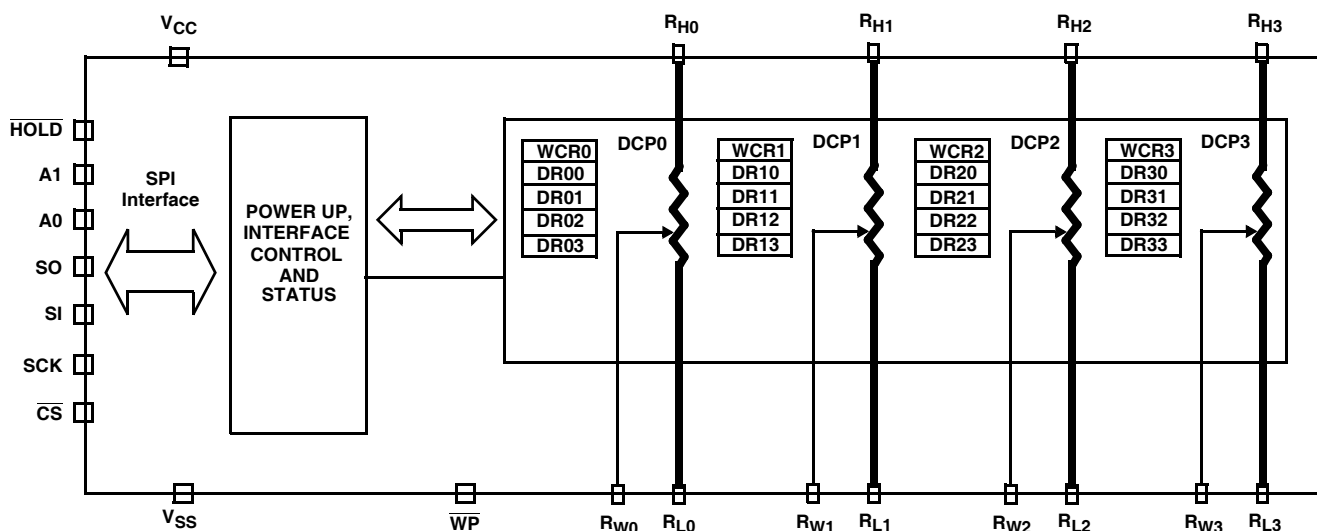 VCC RH0 RH1 RH2 RH3
HOLD
A1
A0
SO
SI
SCK
CS
SPI
Interface
POWER UP,
INTERFACE
CONTROL
AND
STATUS
WCR0
DR00
DR01
DR02
DR03
DCP0
WCR1
DR10
DR11
DR12
DR13
DCP1
WCR2
DR20
DR21
DR22
DR23
DCP2
WCR3
DR30
DR31
DR32
DR33
DCP3
VSS WP RW0 RL0 RW1 RL1 RW2 RL2 RW3 RL3